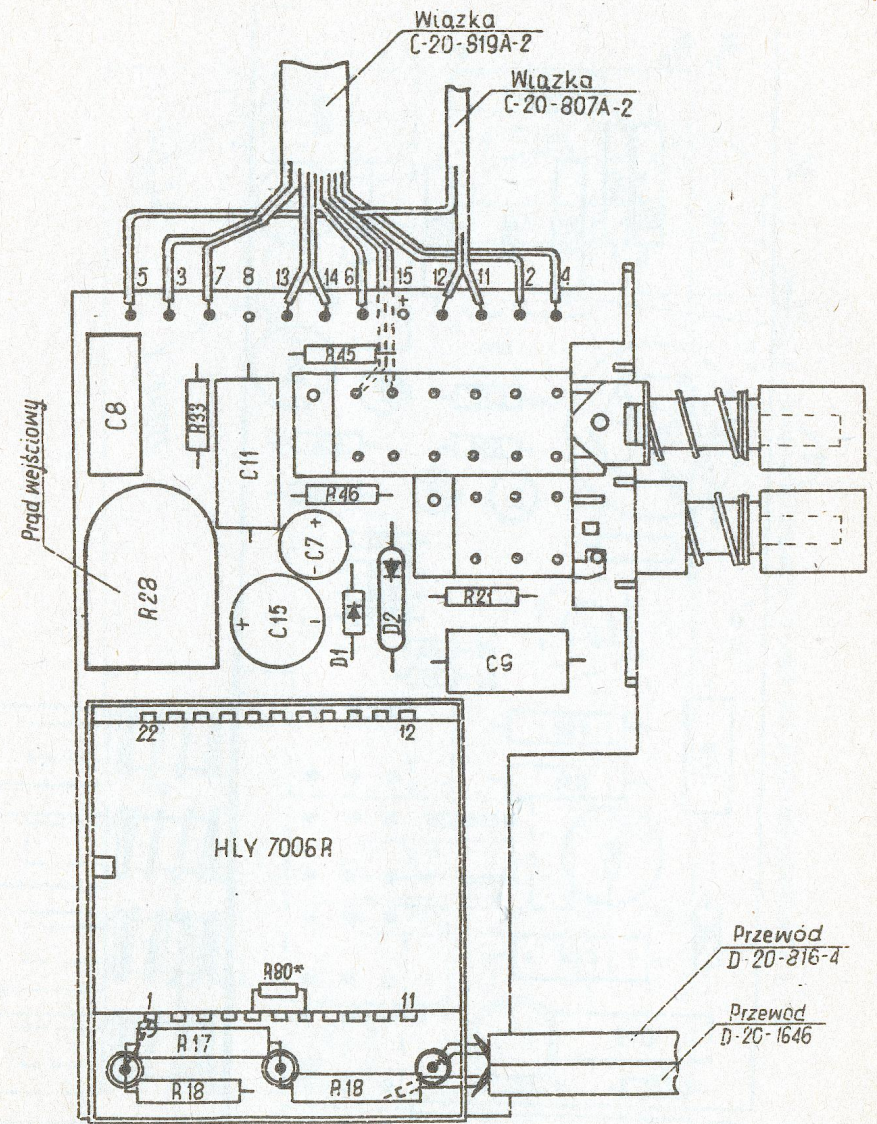 Wiązka
C-20-819A-2
Wiązka
C-20-807A-2
5 3 7 8 13 14 6 15 12 11 2 4
+
R45
C8
R33
C11
R46
Prąd wejściowy
R28
C7 + -
C15 + -
D1
D2
R21
C9
22 12
HLY 7006R
R80*
1 11
R17
R18
R18
Przewód
D-20-816-4
Przewód
D-20-1646